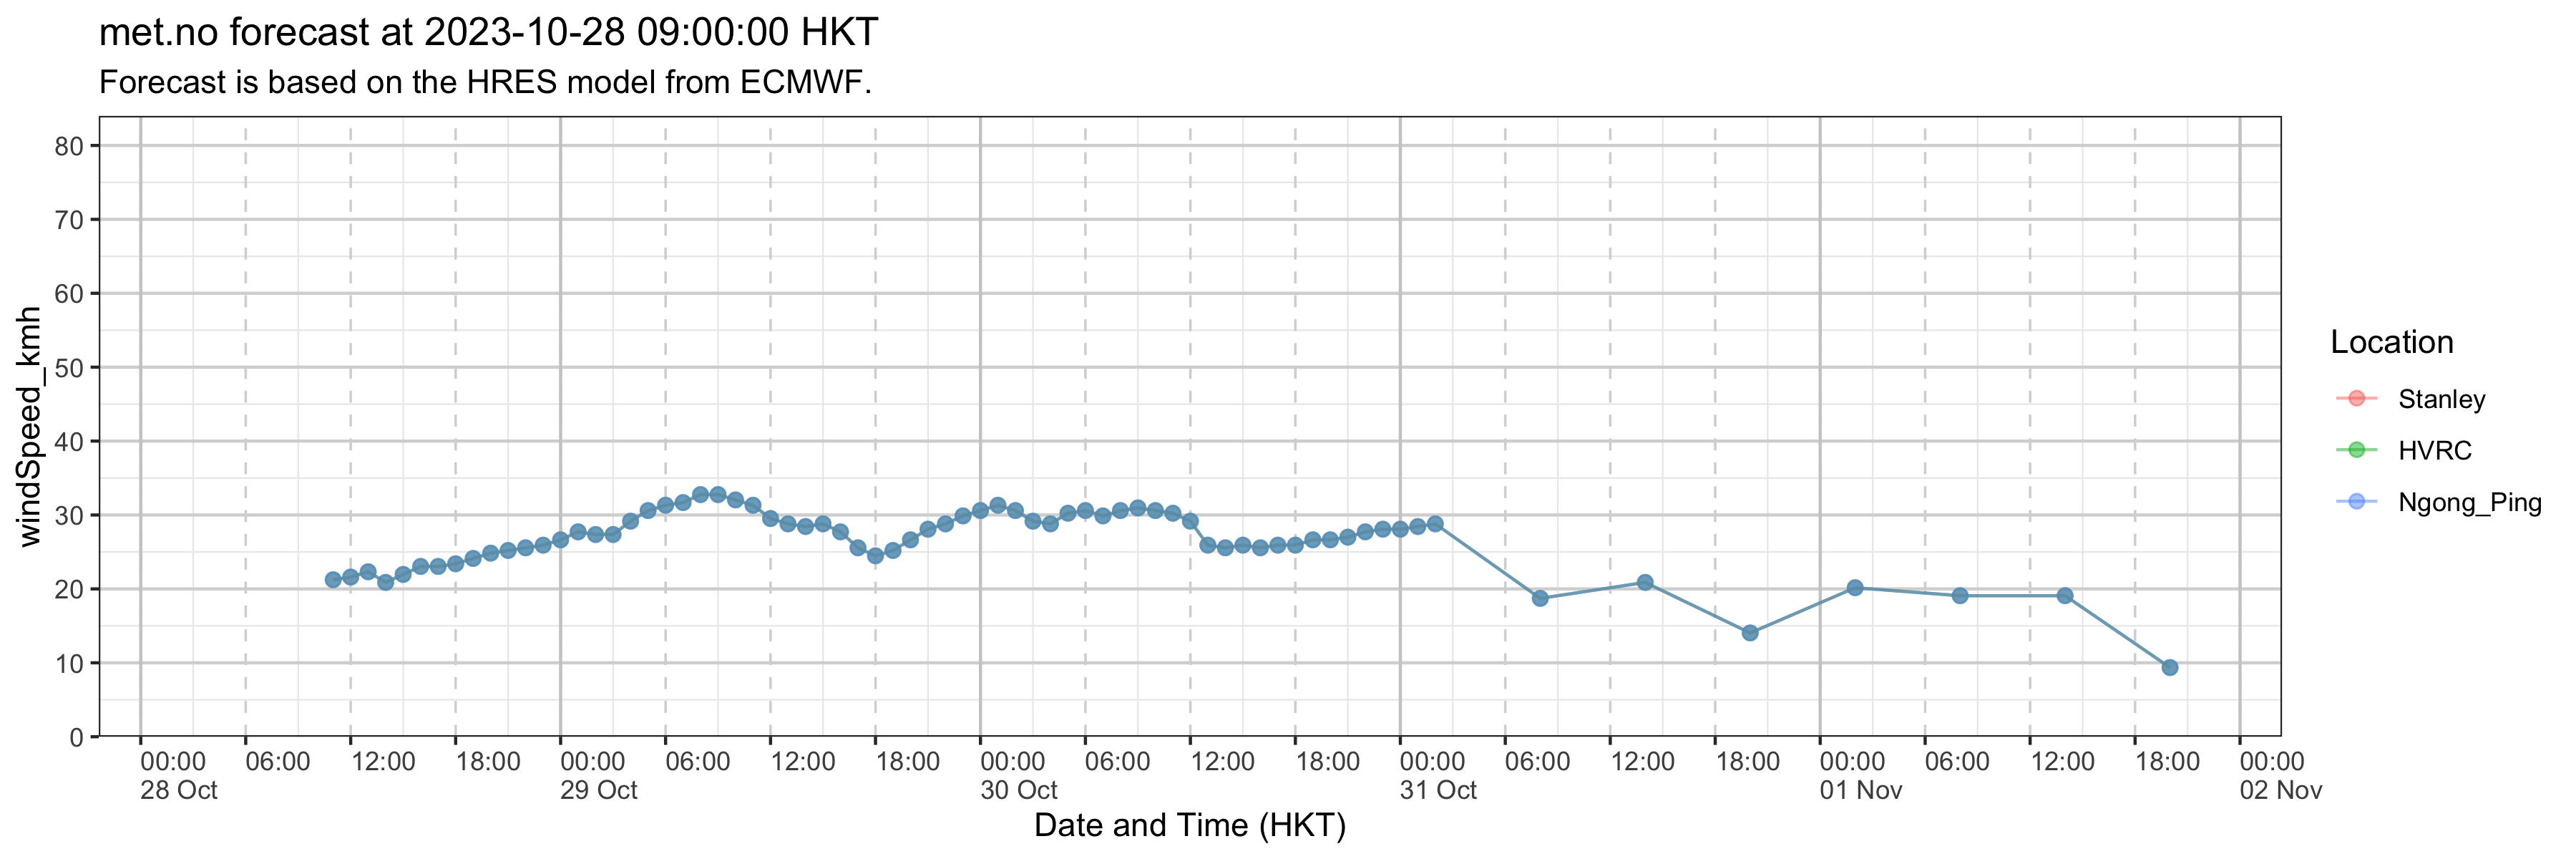 met.no forecast at 2023-10-28 09:00:00 HKT
Forecast is based on the HRES model from ECMWF.
windSpeed_kmh
80
70
60
50
40
30
20
10
0
00:00 06:00 12:00 18:00 00:00 06:00 12:00 18:00 00:00 06:00 12:00 18:00 00:00 06:00 12:00 18:00 00:00 06:00 12:00 18:00 00:00
28 Oct 29 Oct 30 Oct 31 Oct 01 Nov 02 Nov
Date and Time (HKT)
Location
Stanley
HVRC
Ngong_Ping